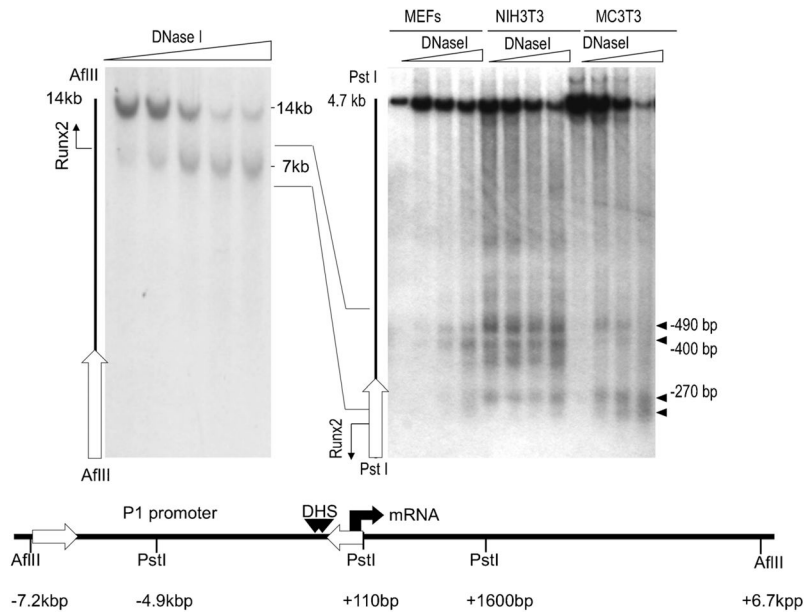 MEFs NIH3T3 MC3T3
DNase I
DNaseI DNaseI DNaseI
AflII Pst I
14kb 14kb 4.7 kb
Runx2
7kb
-490 bp
-400 bp
-270 bp
Runx2
AflII Pst I
P1 promoter DHS mRNA
AflII PstI PstI PstI AflII
-7.2kbp -4.9kbp +110bp +1600bp +6.7kpp